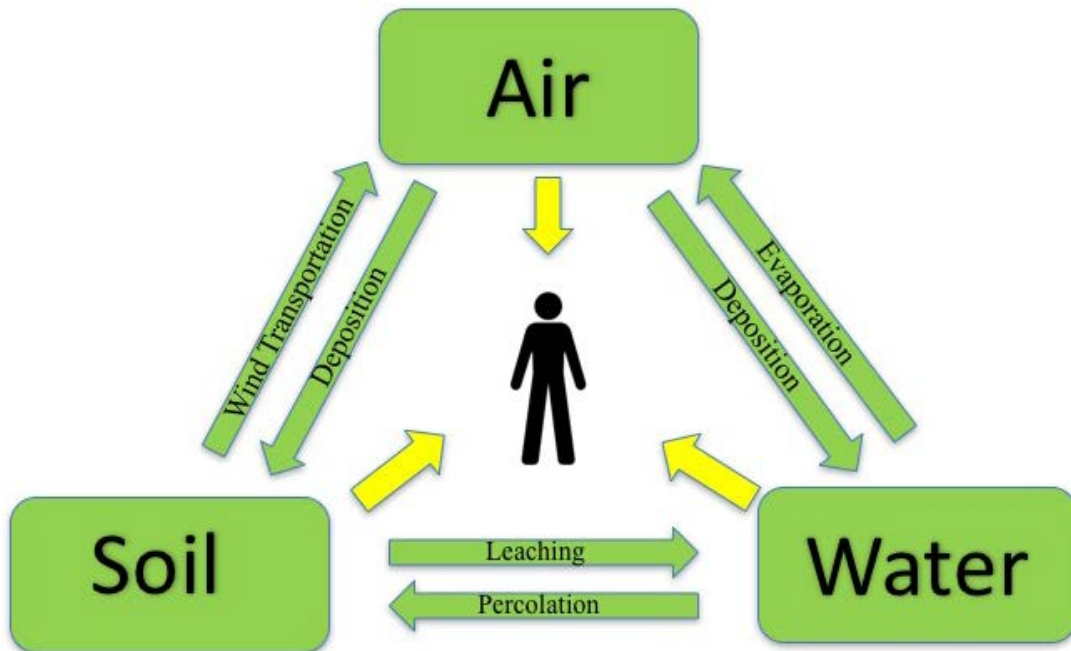 Air
Wind Transportation
Deposition
Deposition
Evaporation
Soil
Leaching
Percolation
Water